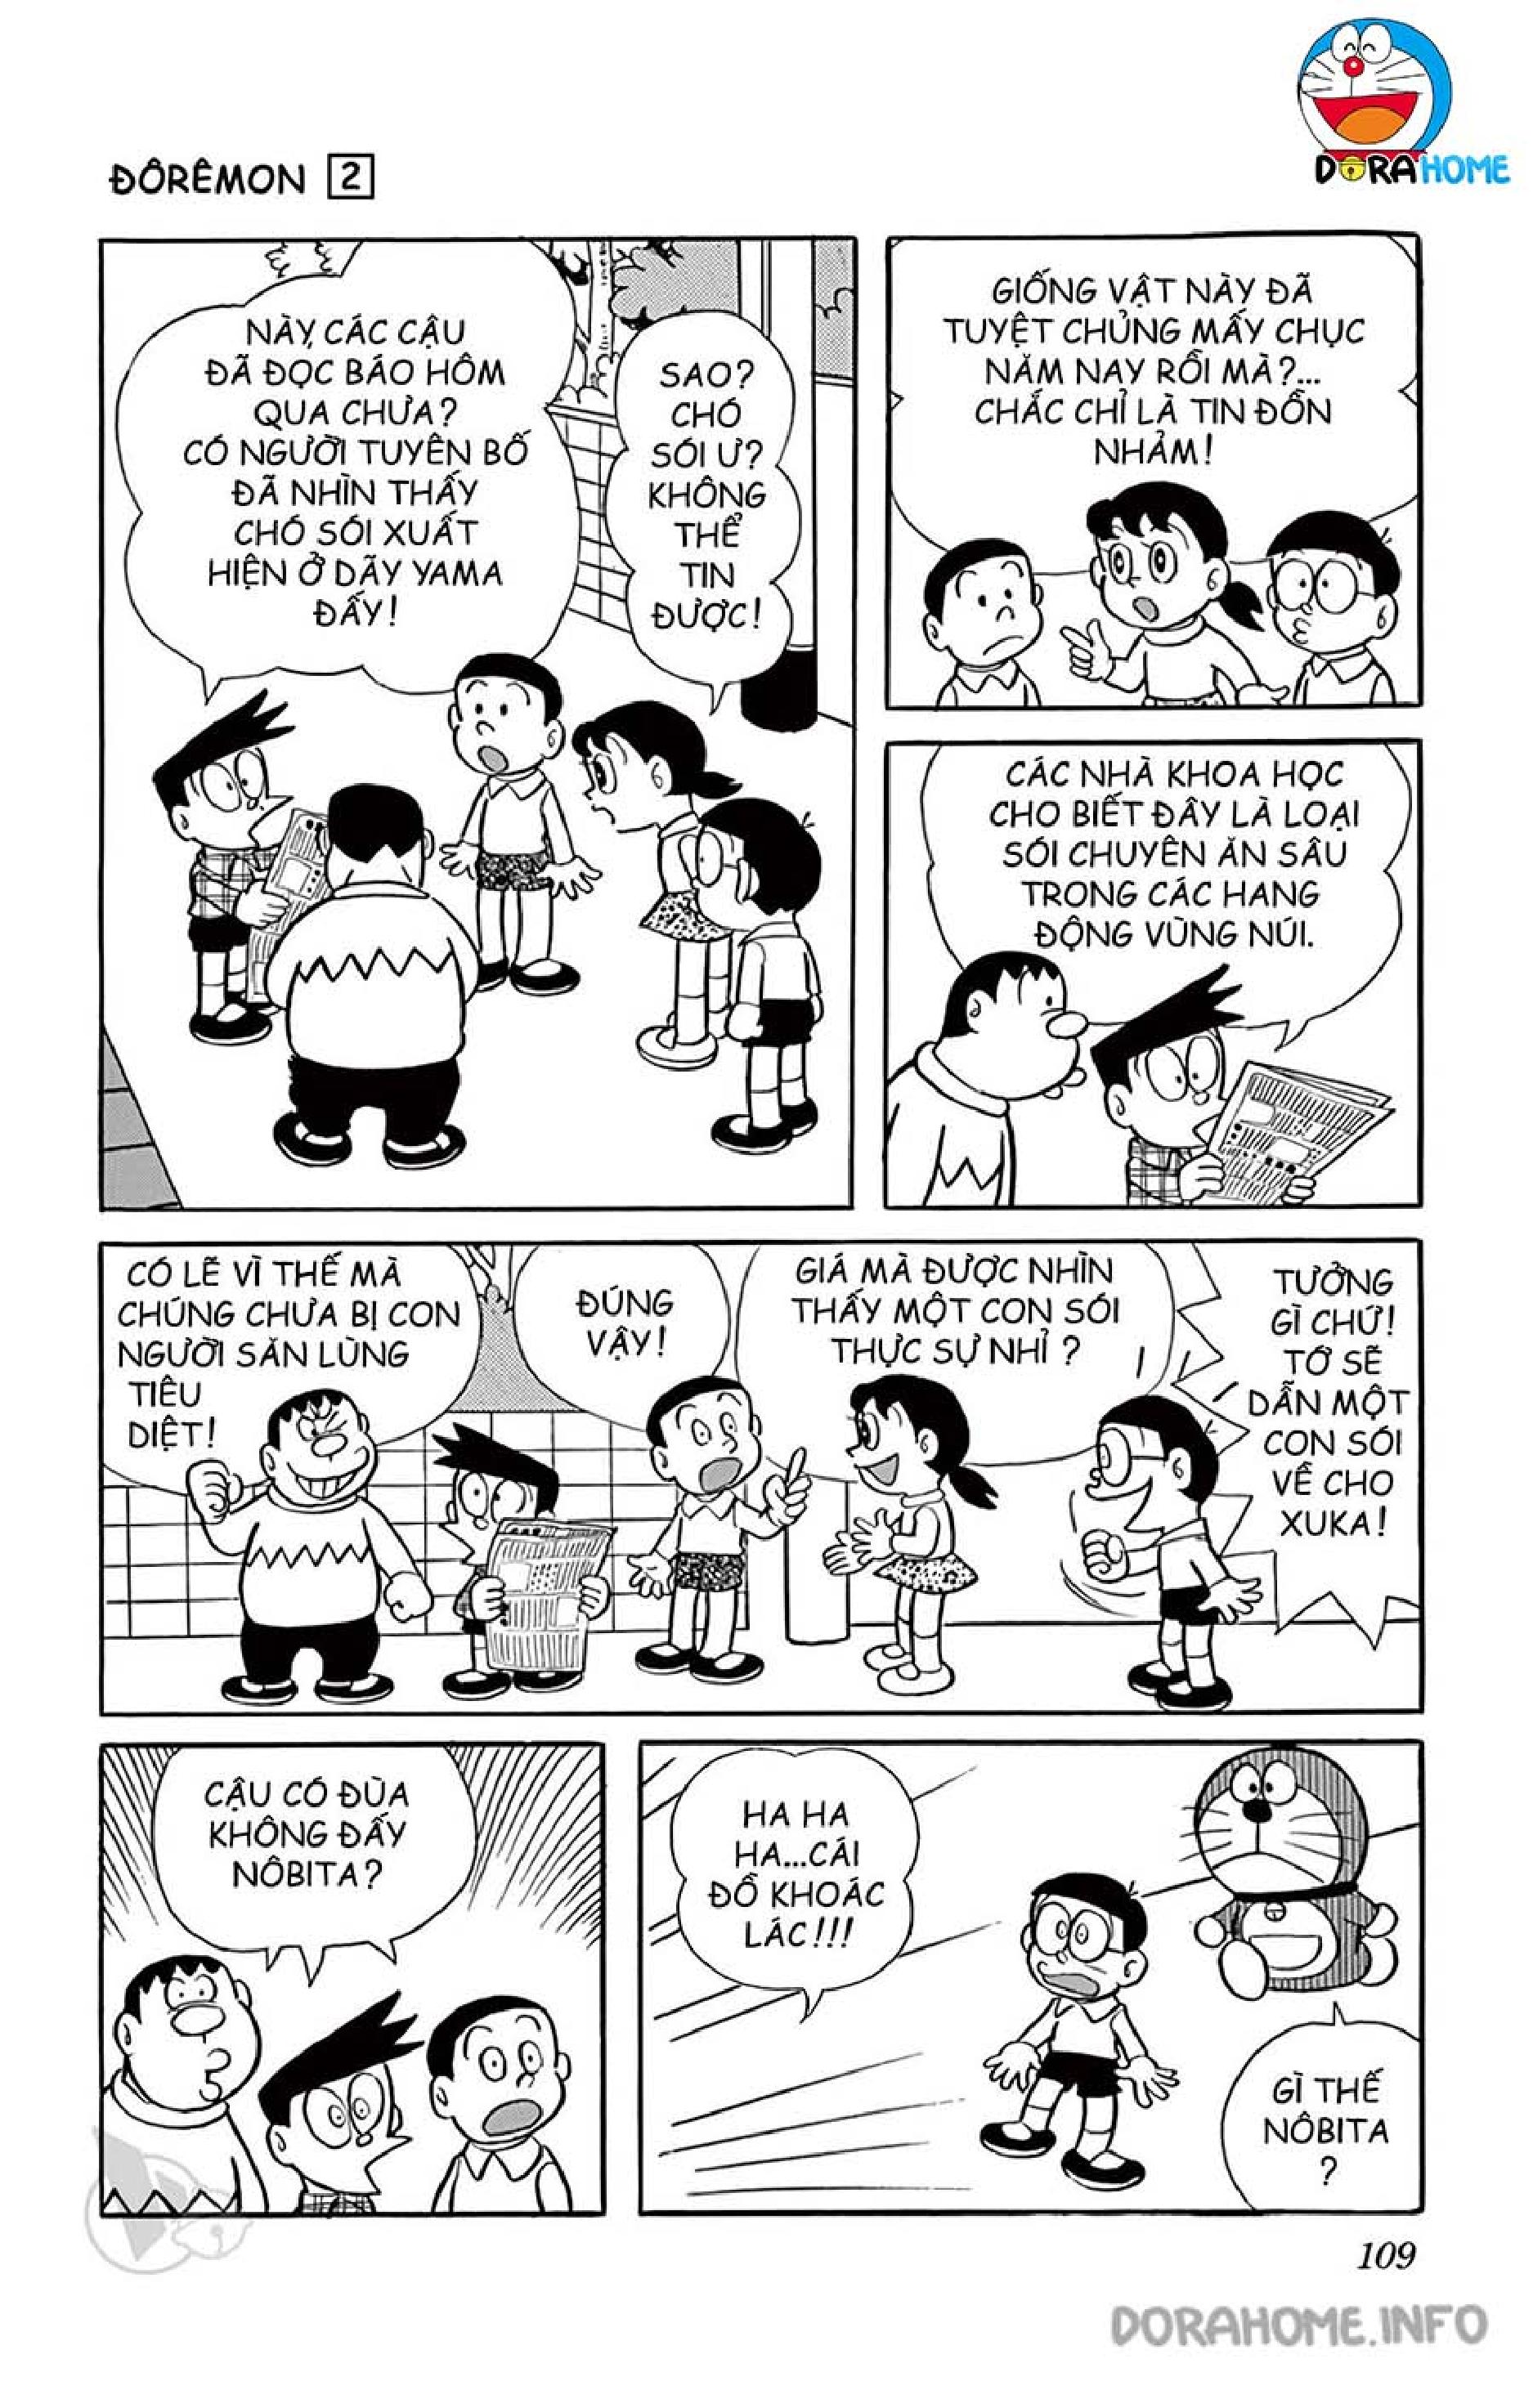 DORAHOME
ĐÔRÊMON 2
NÀY, CÁC CẬU
ĐÃ ĐỌC BÁO HÔM
QUA CHƯA?
CÓ NGƯỜI TUYÊN BỐ
ĐÃ NHÌN THẤY
CHÓ SÓI XUẤT
HIỆN Ở DÃY YAMA
ĐẤY!
SAO?
CHÓ
SÓI Ư?
KHÔNG
THỂ
TIN
ĐƯỢC!
GIỐNG VẬT NÀY ĐÃ
TUYỆT CHỦNG MẤY CHỤC
NĂM NAY RỒI MÀ?...
CHẮC CHỈ LÀ TIN ĐỒN
NHẢM!
CÁC NHÀ KHOA HỌC
CHO BIẾT ĐÂY LÀ LOẠI
SÓI CHUYÊN ĂN SÂU
TRONG CÁC HANG
ĐỘNG VÙNG NÚI.
CÓ LẼ VÌ THẾ MÀ
CHÚNG CHƯA BỊ CON
NGƯỜI SĂN LÙNG
TIÊU
DIỆT!
ĐÚNG
VẬY!
GIÁ MÀ ĐƯỢC NHÌN
THẤY MỘT CON SÓI
THỰC SỰ NHỈ ?
TƯỞNG
GÌ CHỨ!
TỚ SẼ
DẪN MỘT
CON SÓI
VỀ CHO
XUKA!
CẬU CÓ ĐÙA
KHÔNG ĐẤY
NÔBITA?
HA HA
HA...CÁI
ĐỒ KHOÁC
LÁC!!!
GÌ THẾ
NÔBITA
?
109
DORAHOME.INFO